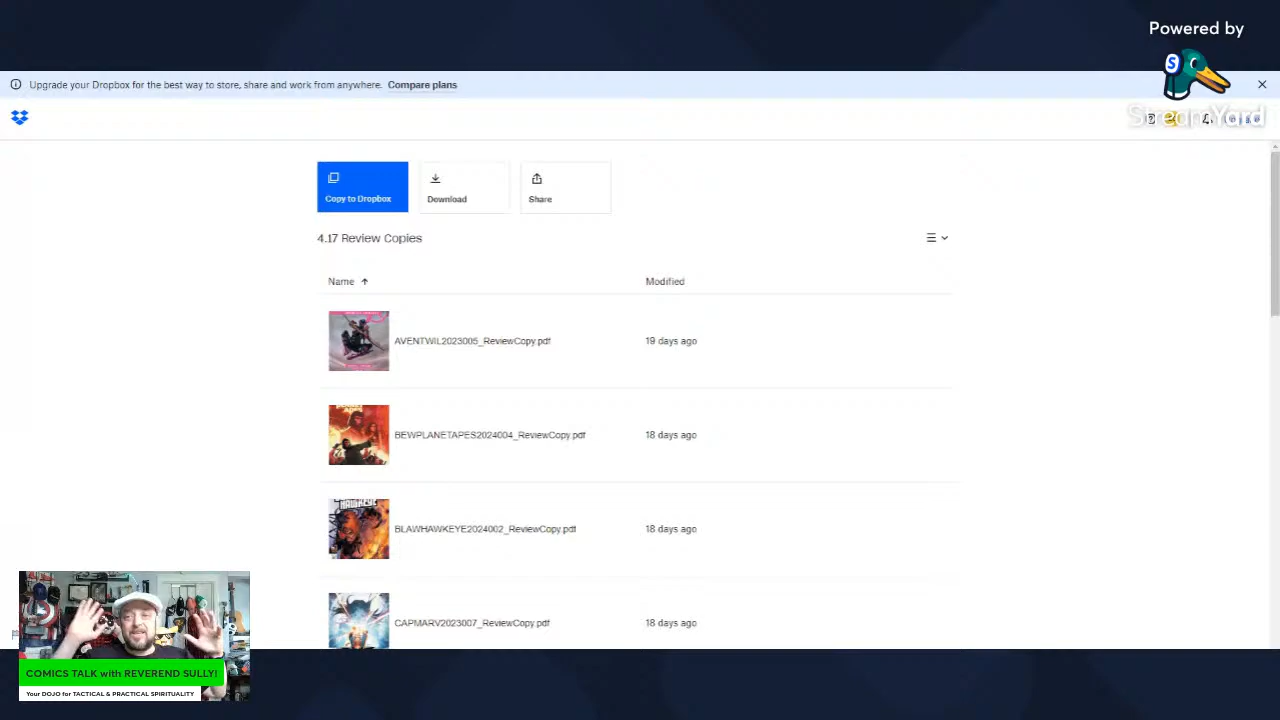 Powered by
StreamYard
Upgrade your Dropbox for the best way to store, share and work from anywhere. Compare plans
Copy to Dropbox
Download
Share
4.17 Review Copies
Name
Modified
AVENTWIL2023005_ReviewCopy.pdf
19 days ago
BEWPLANETAPES2024004_ReviewCopy.pdf
18 days ago
HAWKEYE
BLAWHAWKEYE2024002_ReviewCopy.pdf
18 days ago
CAPMARV2023007_ReviewCopy.pdf
18 days ago
COMICS TALK with REVEREND SULLY!
Your DOJO for TACTICAL & PRACTICAL SPIRITUALITY